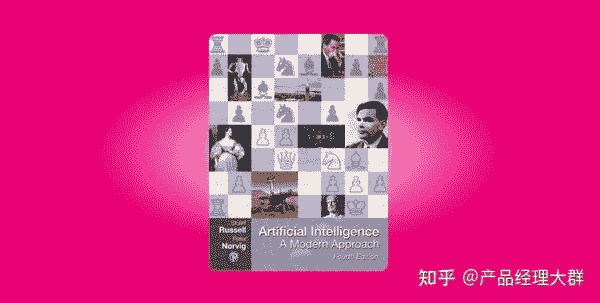 Stuart
Russell
Peter
Norvig
Artificial Intelligence
A Modern Approach
Fourth Edition
知乎 @产品经理大群